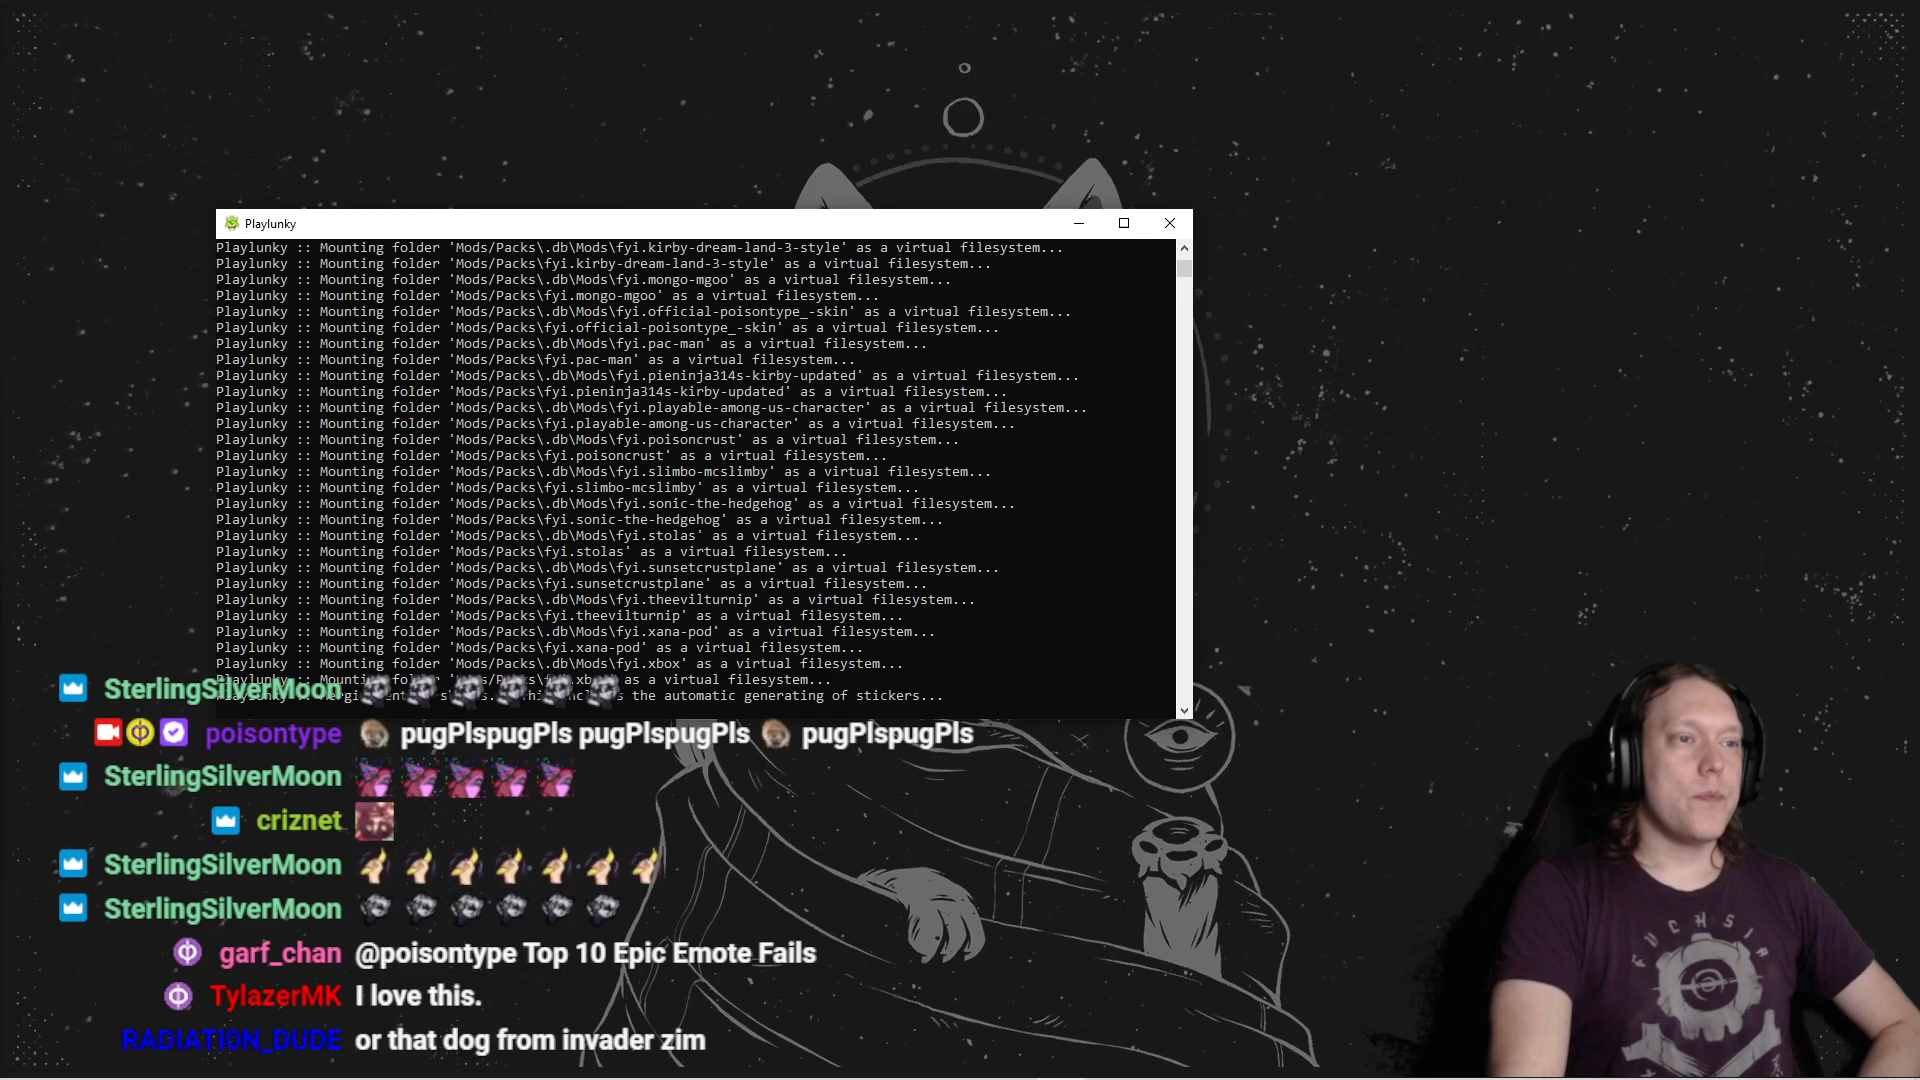 Playlunky
Playlunky :: Mounting folder 'Mods/Packs\.db\Mods\fyi.kirby-dream-land-3-style' as a virtual filesystem...
Playlunky :: Mounting folder 'Mods/Packs\fyi.kirby-dream-land-3-style' as a virtual filesystem...
Playlunky :: Mounting folder 'Mods/Packs\.db\Mods\fyi.mongo-mgoo' as a virtual filesystem...
Playlunky :: Mounting folder 'Mods/Packs\fyi.mongo-mgoo' as a virtual filesystem...
Playlunky :: Mounting folder 'Mods/Packs\.db\Mods\fyi.official-poisontype_-skin' as a virtual filesystem...
Playlunky :: Mounting folder 'Mods/Packs\fyi.official-poisontype_-skin' as a virtual filesystem...
Playlunky :: Mounting folder 'Mods/Packs\.db\Mods\fyi.pac-man' as a virtual filesystem...
Playlunky :: Mounting folder 'Mods/Packs\fyi.pac-man' as a virtual filesystem...
Playlunky :: Mounting folder 'Mods/Packs\.db\Mods\fyi.pieninja314s-kirby-updated' as a virtual filesystem...
Playlunky :: Mounting folder 'Mods/Packs\fyi.pieninja314s-kirby-updated' as a virtual filesystem...
Playlunky :: Mounting folder 'Mods/Packs\.db\Mods\fyi.playable-among-us-character' as a virtual filesystem...
Playlunky :: Mounting folder 'Mods/Packs\fyi.playable-among-us-character' as a virtual filesystem...
Playlunky :: Mounting folder 'Mods/Packs\.db\Mods\fyi.poisoncrust' as a virtual filesystem...
Playlunky :: Mounting folder 'Mods/Packs\fyi.poisoncrust' as a virtual filesystem...
Playlunky :: Mounting folder 'Mods/Packs\.db\Mods\fyi.slimbo-mcslimby' as a virtual filesystem...
Playlunky :: Mounting folder 'Mods/Packs\fyi.slimbo-mcslimby' as a virtual filesystem...
Playlunky :: Mounting folder 'Mods/Packs\.db\Mods\fyi.sonic-the-hedgehog' as a virtual filesystem...
Playlunky :: Mounting folder 'Mods/Packs\fyi.sonic-the-hedgehog' as a virtual filesystem...
Playlunky :: Mounting folder 'Mods/Packs\.db\Mods\fyi.stolas' as a virtual filesystem...
Playlunky :: Mounting folder 'Mods/Packs\fyi.stolas' as a virtual filesystem...
Playlunky :: Mounting folder 'Mods/Packs\.db\Mods\fyi.sunsetcrustplane' as a virtual filesystem...
Playlunky :: Mounting folder 'Mods/Packs\fyi.sunsetcrustplane' as a virtual filesystem...
Playlunky :: Mounting folder 'Mods/Packs\.db\Mods\fyi.theevilturnip' as a virtual filesystem...
Playlunky :: Mounting folder 'Mods/Packs\fyi.theevilturnip' as a virtual filesystem...
Playlunky :: Mounting folder 'Mods/Packs\.db\Mods\fyi.xana-pod' as a virtual filesystem...
Playlunky :: Mounting folder 'Mods/Packs\fyi.xana-pod' as a virtual filesystem...
Playlunky :: Mounting folder 'Mods/Packs\.db\Mods\fyi.xbox' as a virtual filesystem...
Playlunky :: Mounting 'Mods/Packs\ as a virtual filesystem...
the automatic generating of stickers...
SterlingSilverMoon
poisontype pugPlspugPls pugPlspugPls pugPlspugPls
SterlingSilverMoon
criznet
SterlingSilverMoon
SterlingSilverMoon
garf_chan @poisontype Top 10 Epic Emote Fails
TylazerMK I love this.
RADIATION_DUDE or that dog from invader zim
FUCHSIA